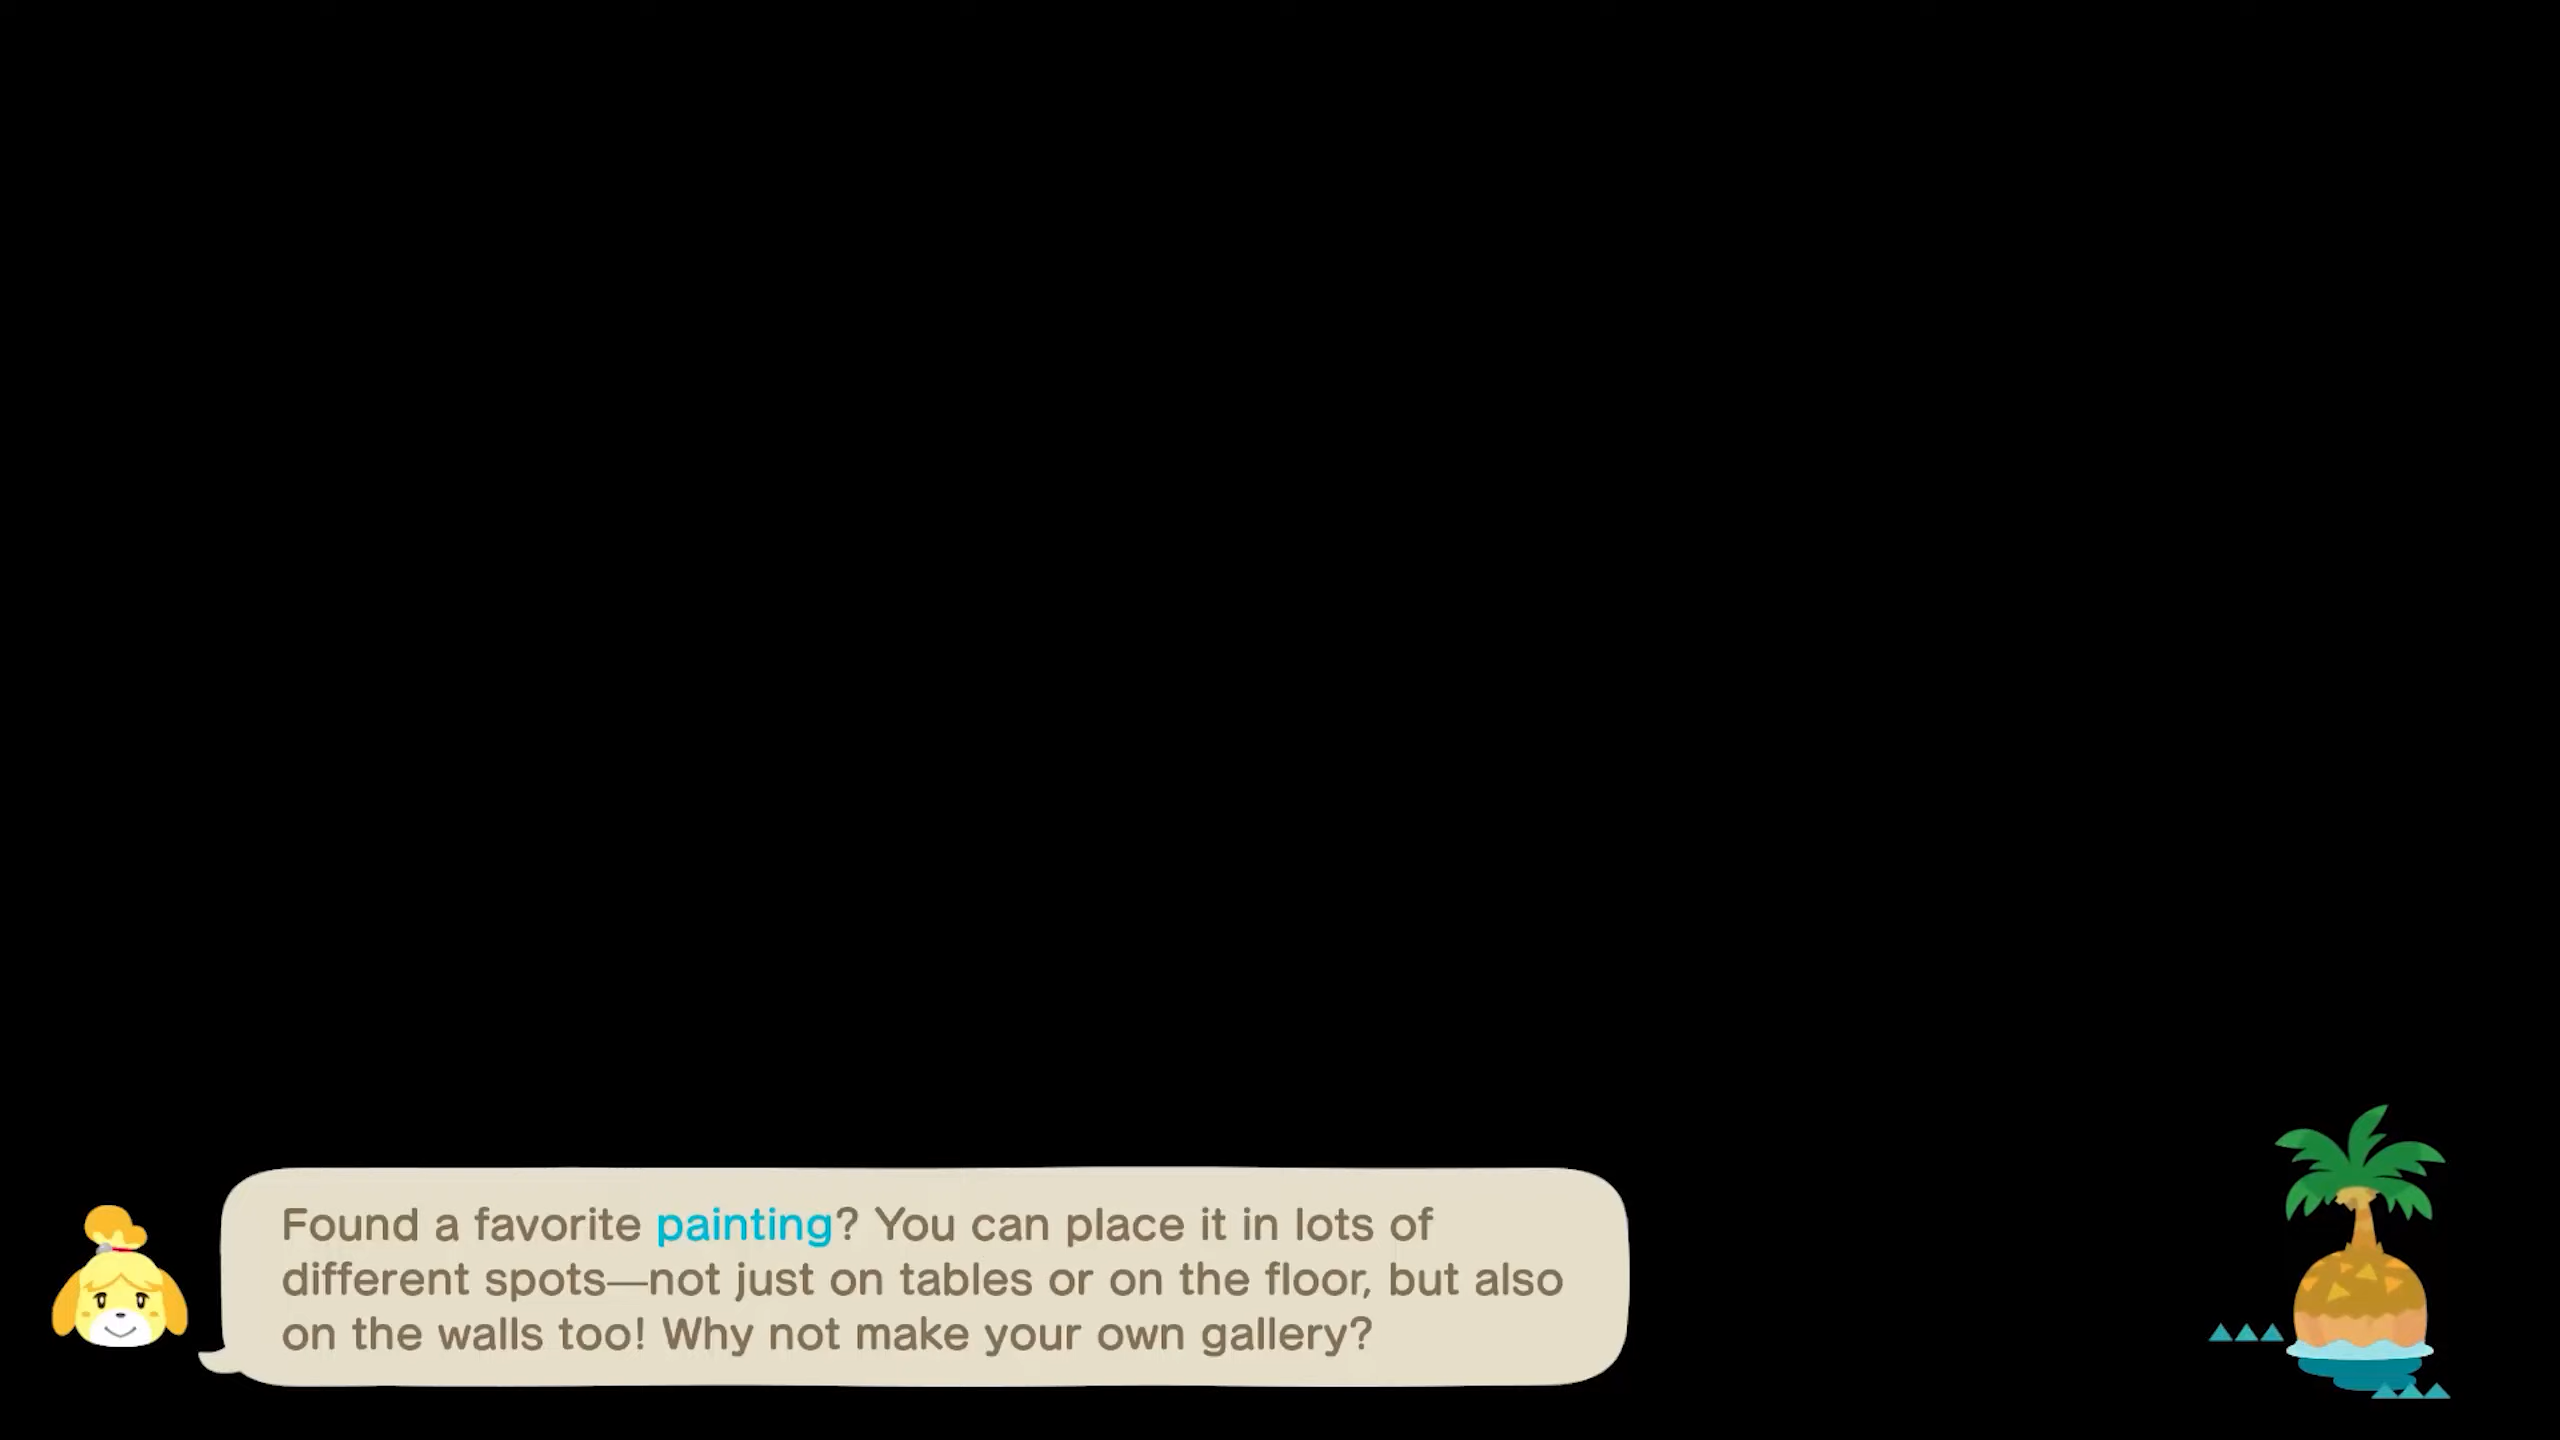 Found a favorite painting? You can place it in lots of
different spots—not just on tables or on the floor, but also
on the walls too! Why not make your own gallery?